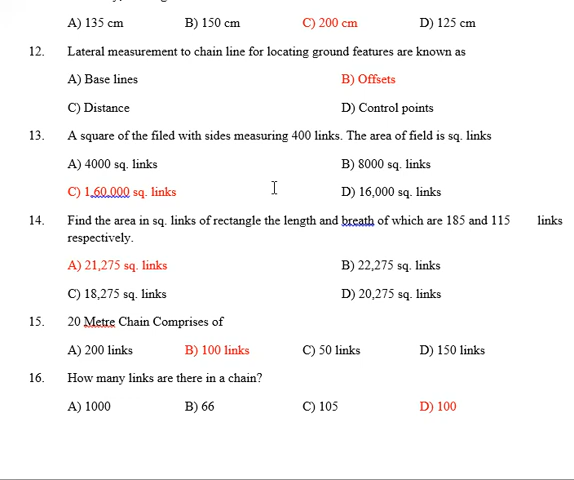 A) 135 cm B) 150 cm C) 200 cm D) 125 cm
12. Lateral measurement to chain line for locating ground features are known as
A) Base lines B) Offsets
C) Distance D) Control points
13. A square of the filed with sides measuring 400 links. The area of field is sq. links
A) 4000 sq. links B) 8000 sq. links
C) 1,60,000 sq. links D) 16,000 sq. links
14. Find the area in sq. links of rectangle the length and breath of which are 185 and 115 links
respectively.
A) 21,275 sq. links B) 22,275 sq. links
C) 18,275 sq. links D) 20,275 sq. links
15. 20 Metre Chain Comprises of
A) 200 links B) 100 links C) 50 links D) 150 links
16. How many links are there in a chain?
A) 1000 B) 66 C) 105 D) 100